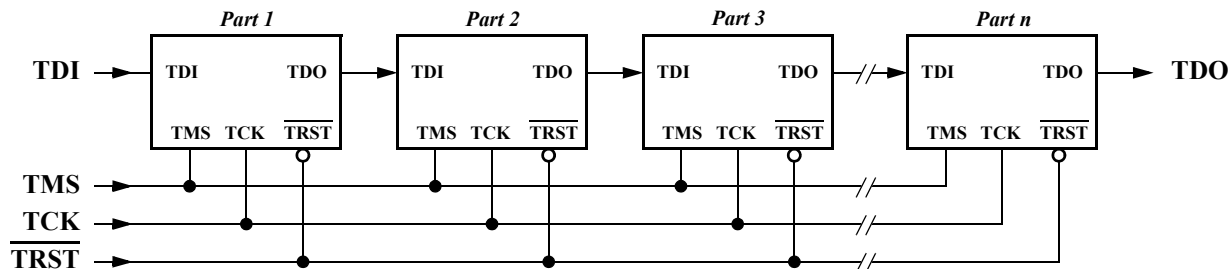 Part 1 Part 2 Part 3 Part n
TDI TDI TDO TDI TDO TDI TDO TDI TDO TDO
TMS TCK TRST TMS TCK TRST TMS TCK TRST TMS TCK TRST
TMS
TCK
TRST